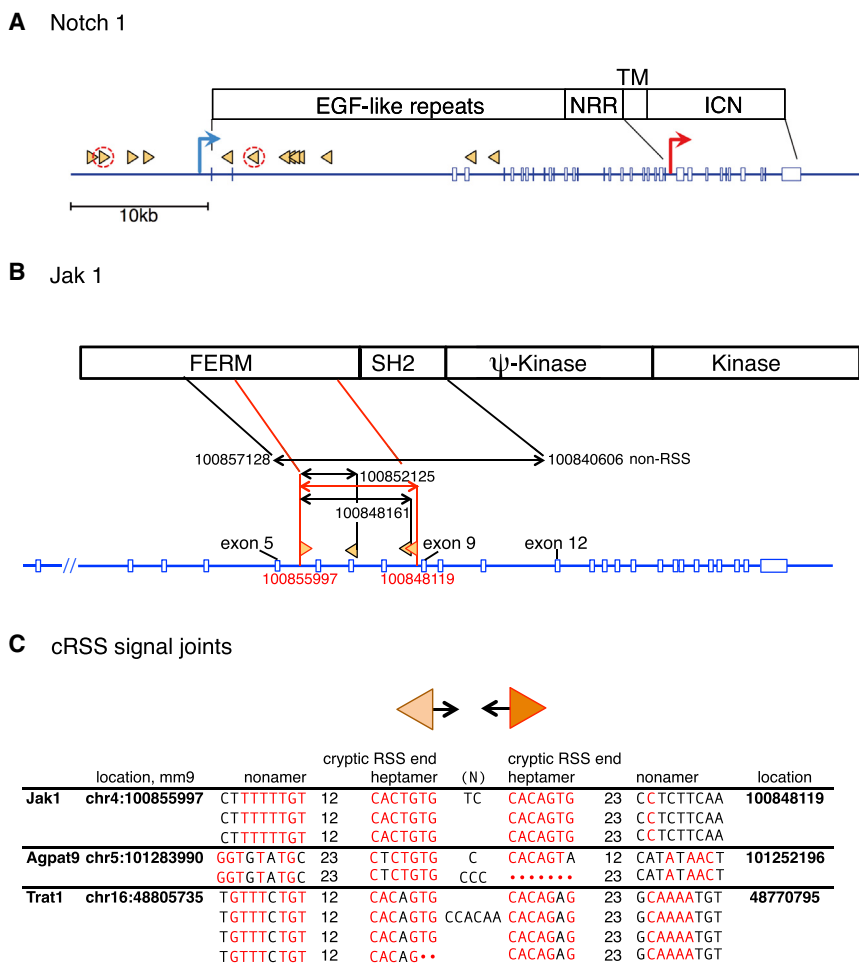 A Notch 1
TM
EGF-like repeats NRR ICN
10kb
B Jak 1
FERM SH2 ψ-Kinase Kinase
100857128 100840606 non-RSS
100852125
100848161
exon 5 exon 9 exon 12
100855997 100848119
C cRSS signal joints
cryptic RSS end cryptic RSS end
location, mm9 nonamer heptamer (N) heptamer nonamer location
Jak1 chr4:100855997 CTTTTTTGT 12 CACTGTG TC CACAGTG 23 CCTCTTCAA 100848119
CTTTTTTGT 12 CACTGTG CACAGTG 23 CCTCTTCAA
CTTTTTTGT 12 CACTGTG CACAGTG 23 CCTCTTCAA
Agpat9 chr5:101283990 GGTGTATGC 23 CTCTGTG C CACAGTA 12 CATATAACT 101252196
GGTGTATGC 23 CTCTGTG CCC ••••••• 23 CATATAACT
Trat1 chr16:48805735 TGTTTCTGT 12 CACAGTG CACAGAG 23 GCAAAATGT 48770795
TGTTTCTGT 12 CACAGTG CCACAA CACAGAG 23 GCAAAATGT
TGTTTCTGT 12 CACAGTG CACAGAG 23 GCAAAATGT
TGTTTCTGT 12 CACAG•• CACAGAG 23 GCAAAATGT